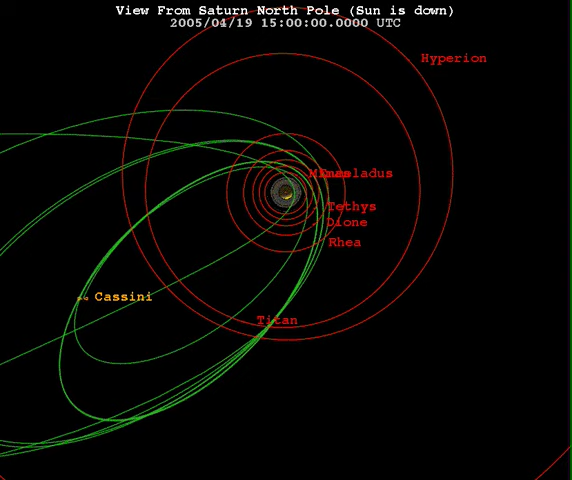 View From Saturn North Pole (Sun is down)
2005/04/19 15:00:00.0000 UTC
Hyperion
Tethys
Dione
Rhea
Cassini
Titan